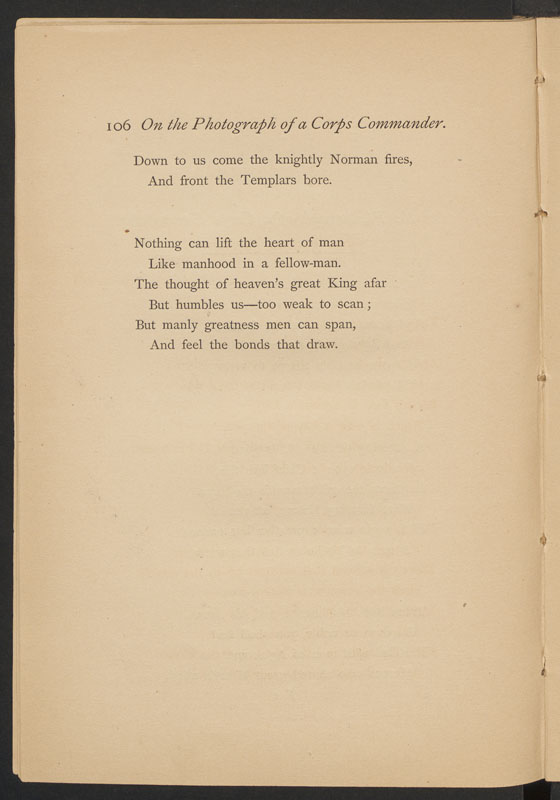 106 On the Photograph of a Corps Commander.
Down to us come the knightly Norman fires,
And front the Templars bore.
Nothing can lift the heart of man
Like manhood in a fellow-man.
The thought of heaven's great King afar
But humbles us—too weak to scan;
But manly greatness men can span,
And feel the bonds that draw.